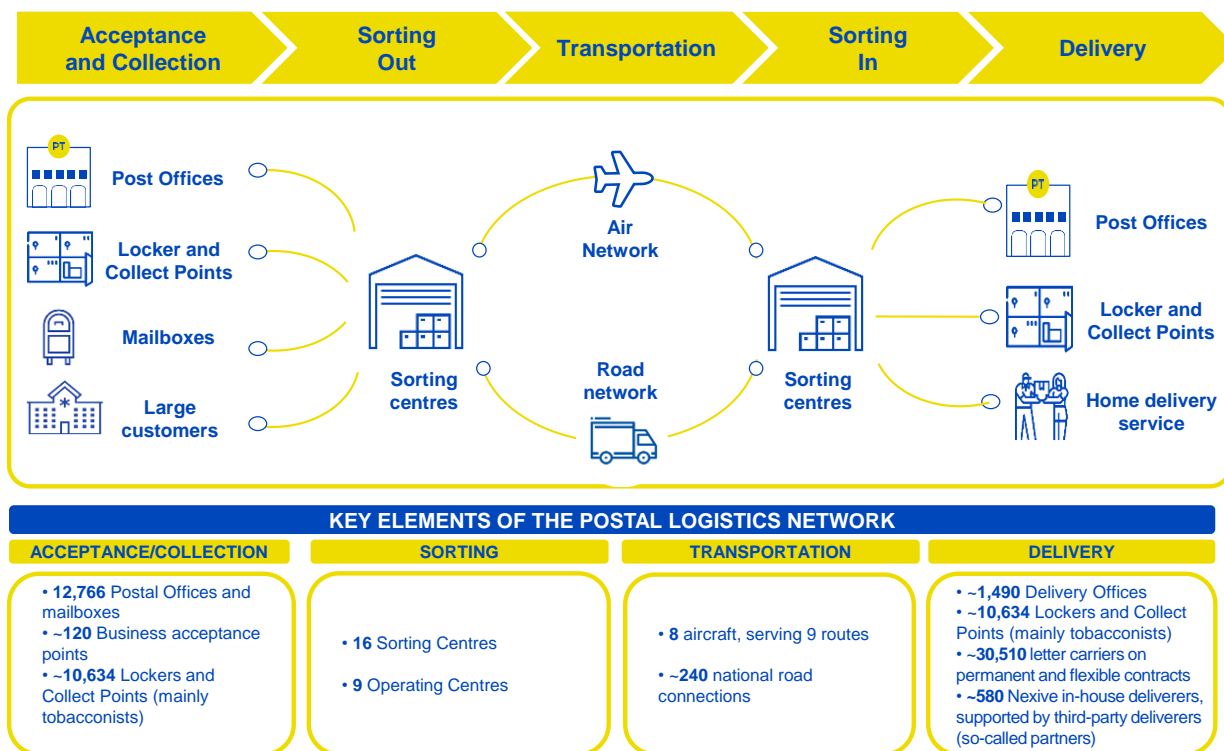 Acceptance
and Collection
Sorting
Out
Transportation
Sorting
In
Delivery
PT
Post Offices
Locker and
Collect Points
Mailboxes
Large
customers
Sorting
centres
Air
Network
Road
network
Sorting
centres
PT
Post Offices
Locker and
Collect Points
Home delivery
service
KEY ELEMENTS OF THE POSTAL LOGISTICS NETWORK
ACCEPTANCE/COLLECTION
• 12,766 Postal Offices and
mailboxes
• ~120 Business acceptance
points
• ~10,634 Lockers and
Collect Points (mainly
tobacconists)
SORTING
• 16 Sorting Centres
• 9 Operating Centres
TRANSPORTATION
• 8 aircraft, serving 9 routes
• ~240 national road
connections
DELIVERY
• ~1,490 Delivery Offices
• ~10,634 Lockers and Collect
Points (mainly tobacconists)
• ~30,510 letter carriers on
permanent and flexible contracts
• ~580 Nexive in-house deliverers,
supported by third-party deliverers
(so-called partners)